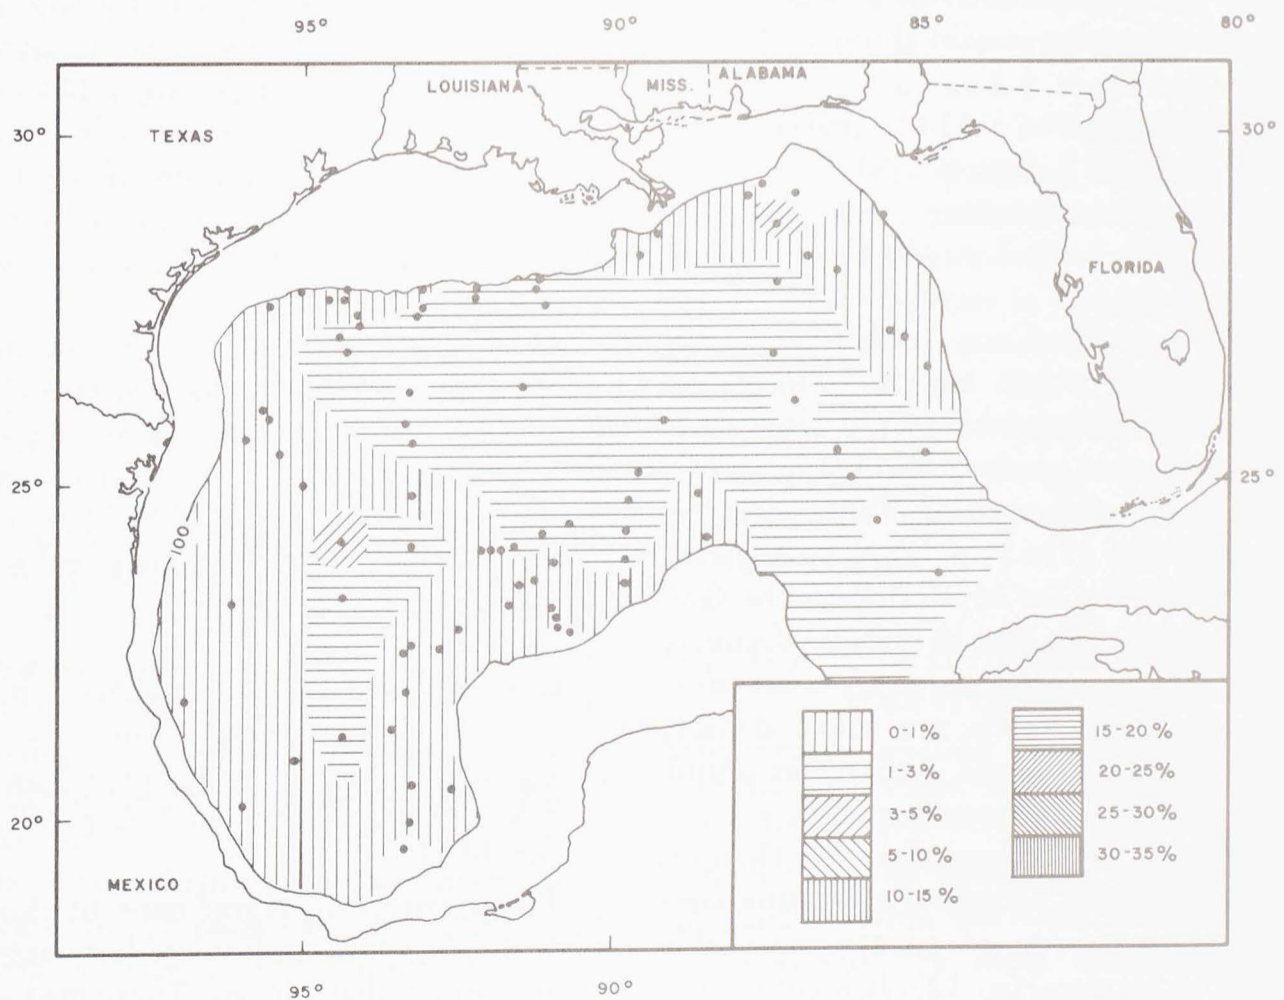 95° 90° 85° 80°
LOUISIANA MISS. ALABAMA
TEXAS
30° 30°
FLORIDA
25° 25°
100
20°
MEXICO
0-1%
1-3%
3-5%
5-10%
10-15%
15-20%
20-25%
25-30%
30-35%
95° 90°